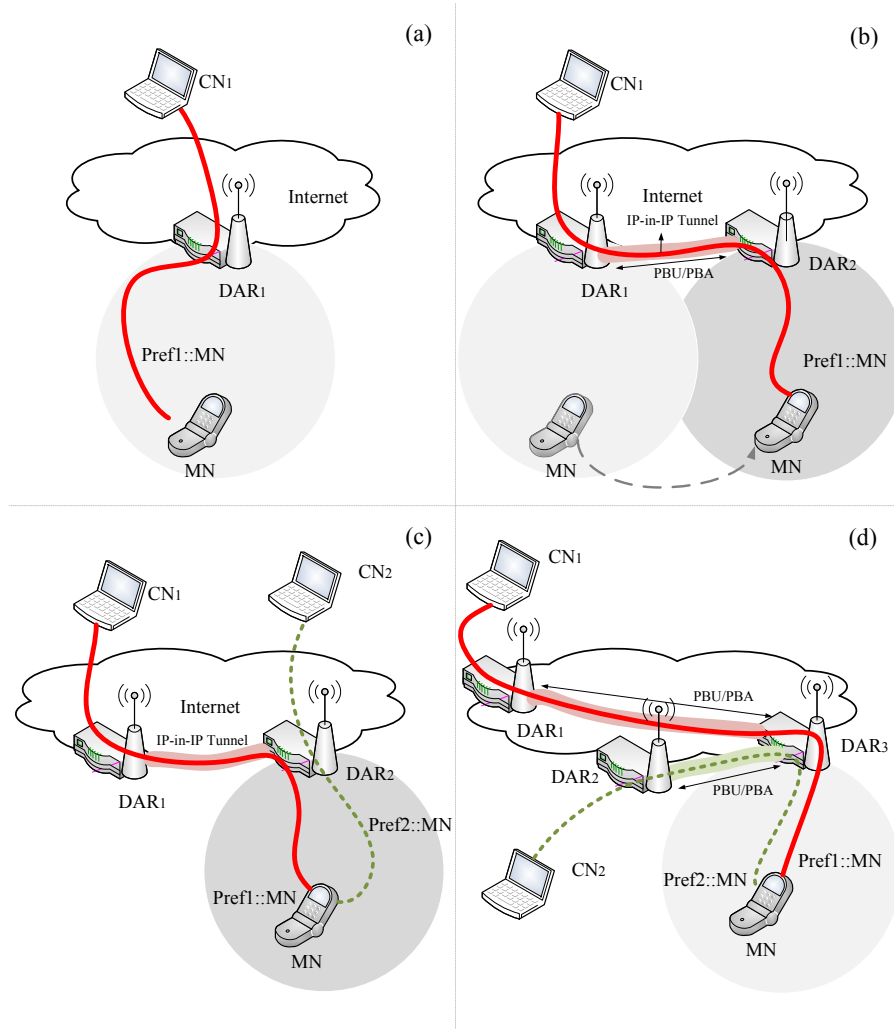 (a)
CN1
Internet
DAR1
Pref1::MN
MN
(b)
CN1
Internet
IP-in-IP Tunnel
PBU/PBA
DAR1
DAR2
Pref1::MN
MN
MN
(c)
CN1
CN2
Internet
IP-in-IP Tunnel
DAR1
DAR2
Pref2::MN
Pref1::MN
MN
(d)
CN1
PBU/PBA
DAR1
DAR3
DAR2
PBU/PBA
CN2
Pref1::MN
Pref2::MN
MN